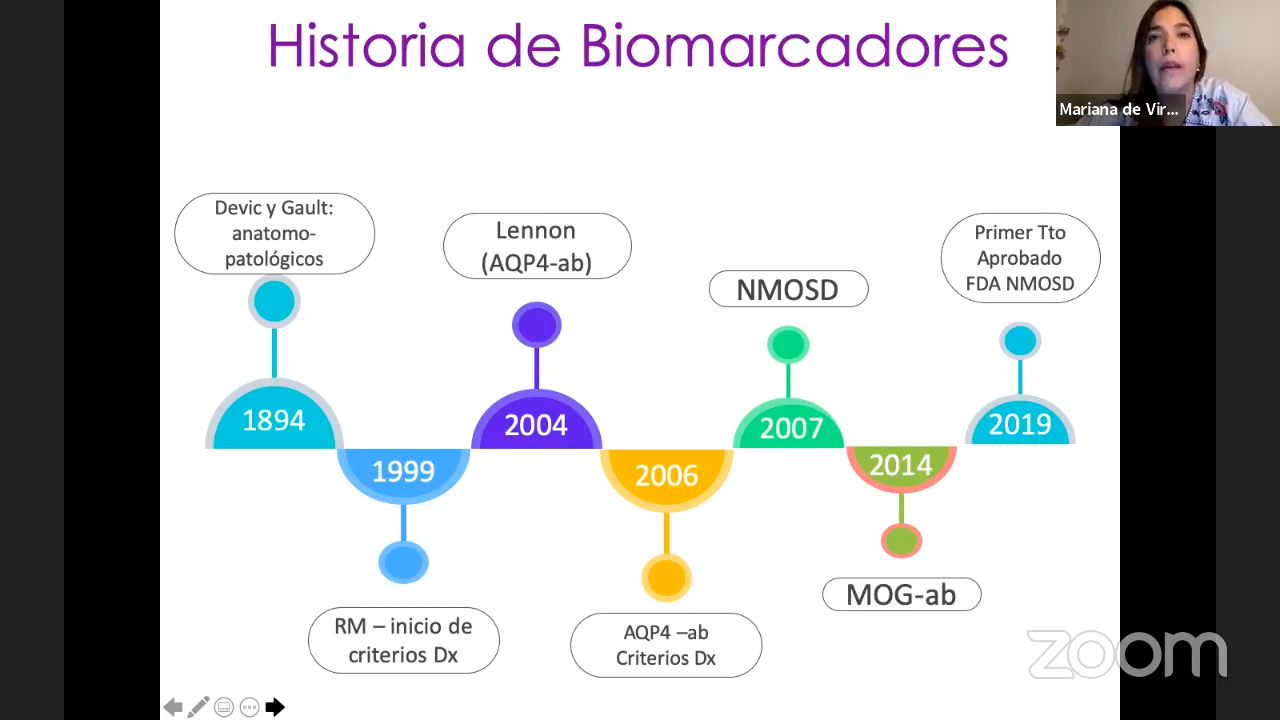 Historia de Biomarcadores
Mariana de Vir...
Devic y Gault:
anatomo-
patológicos
Lennon
(AQP4-ab)
NMOSD
Primer Tto
Aprobado
FDA NMOSD
1894
1999
2004
2006
2007
2014
2019
RM – inicio de
criterios Dx
AQP4 –ab
Criterios Dx
MOG-ab
zoom